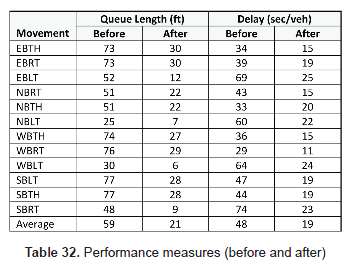 Queue Length (ft) Delay (sec/veh)
Movement Before After Before After
EBTH 73 30 34 15
EBRT 73 30 39 19
EBLT 52 12 69 25
NBRT 51 22 43 15
NBTH 51 22 33 20
NBLT 25 7 60 22
WBTH 74 27 36 15
WBRT 76 29 29 11
WBLT 30 6 64 24
SBLT 77 28 47 19
SBTH 77 28 44 19
SBRT 48 9 74 23
Average 59 21 48 19
Table 32. Performance measures (before and after)